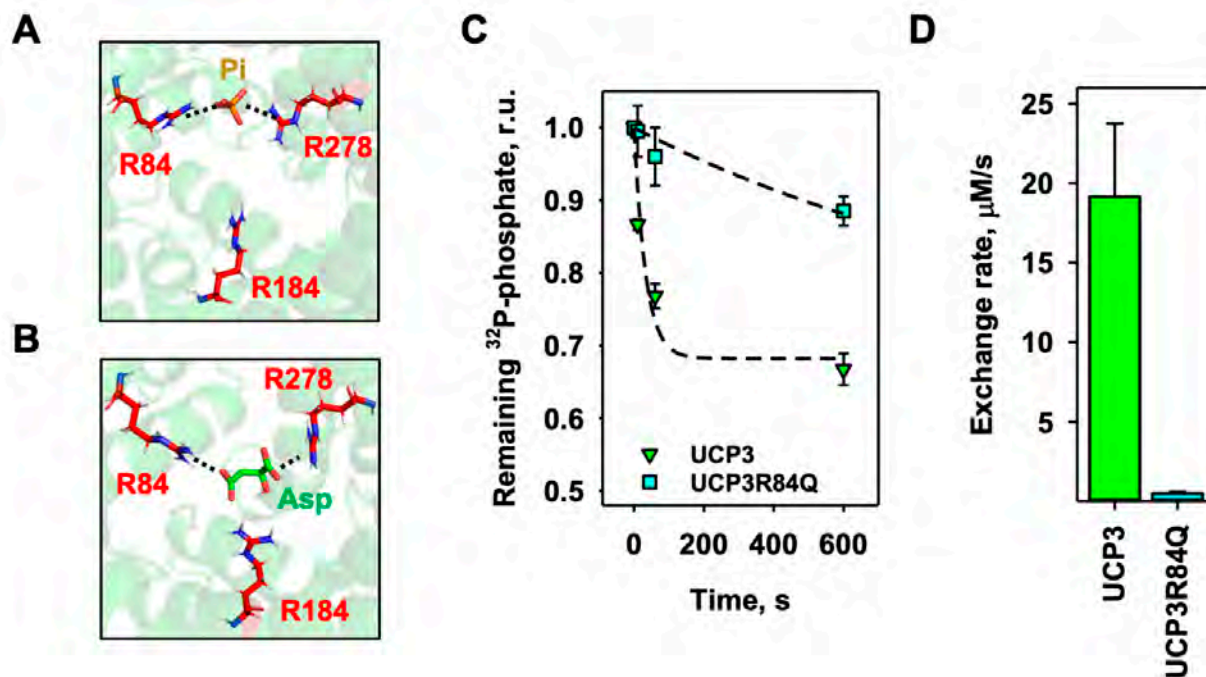 A
Pi
R84
R278
R184
B
R278
R84
Asp
R184
C
Remaining ³²P-phosphate, r.u.
1.0
0.9
0.8
0.7
0.6
0.5
UCP3
UCP3R84Q
0 200 400 600
Time, s
D
Exchange rate, μM/s
25
20
15
10
5
UCP3
UCP3R84Q